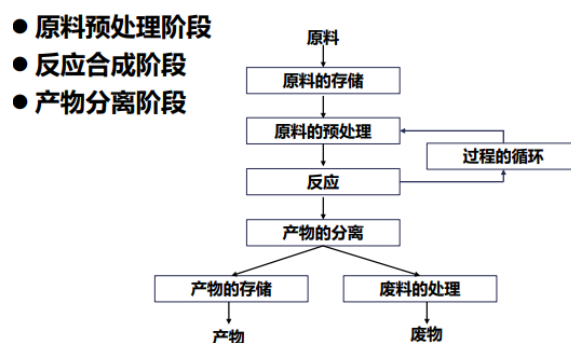 ● 原料预处理阶段
● 反应合成阶段
● 产物分离阶段
原料
原料的存储
原料的预处理
过程的循环
反应
产物的分离
产物的存储
废料的处理
产物
废物